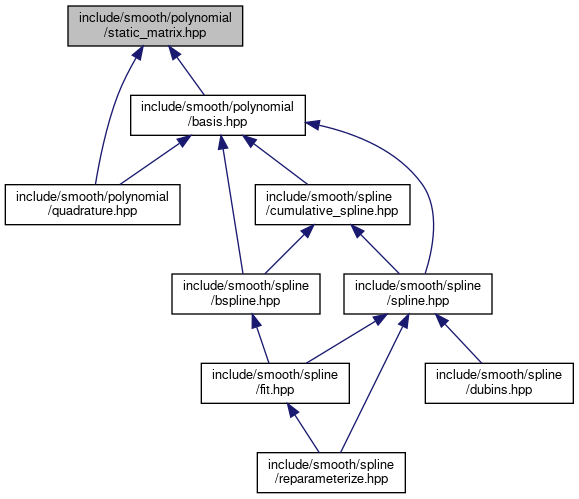 include/smooth/polynomial
/static_matrix.hpp
include/smooth/polynomial
/basis.hpp
include/smooth/polynomial
/quadrature.hpp
include/smooth/spline
/cumulative_spline.hpp
include/smooth/spline
/bspline.hpp
include/smooth/spline
/spline.hpp
include/smooth/spline
/fit.hpp
include/smooth/spline
/dubins.hpp
include/smooth/spline
/reparameterize.hpp